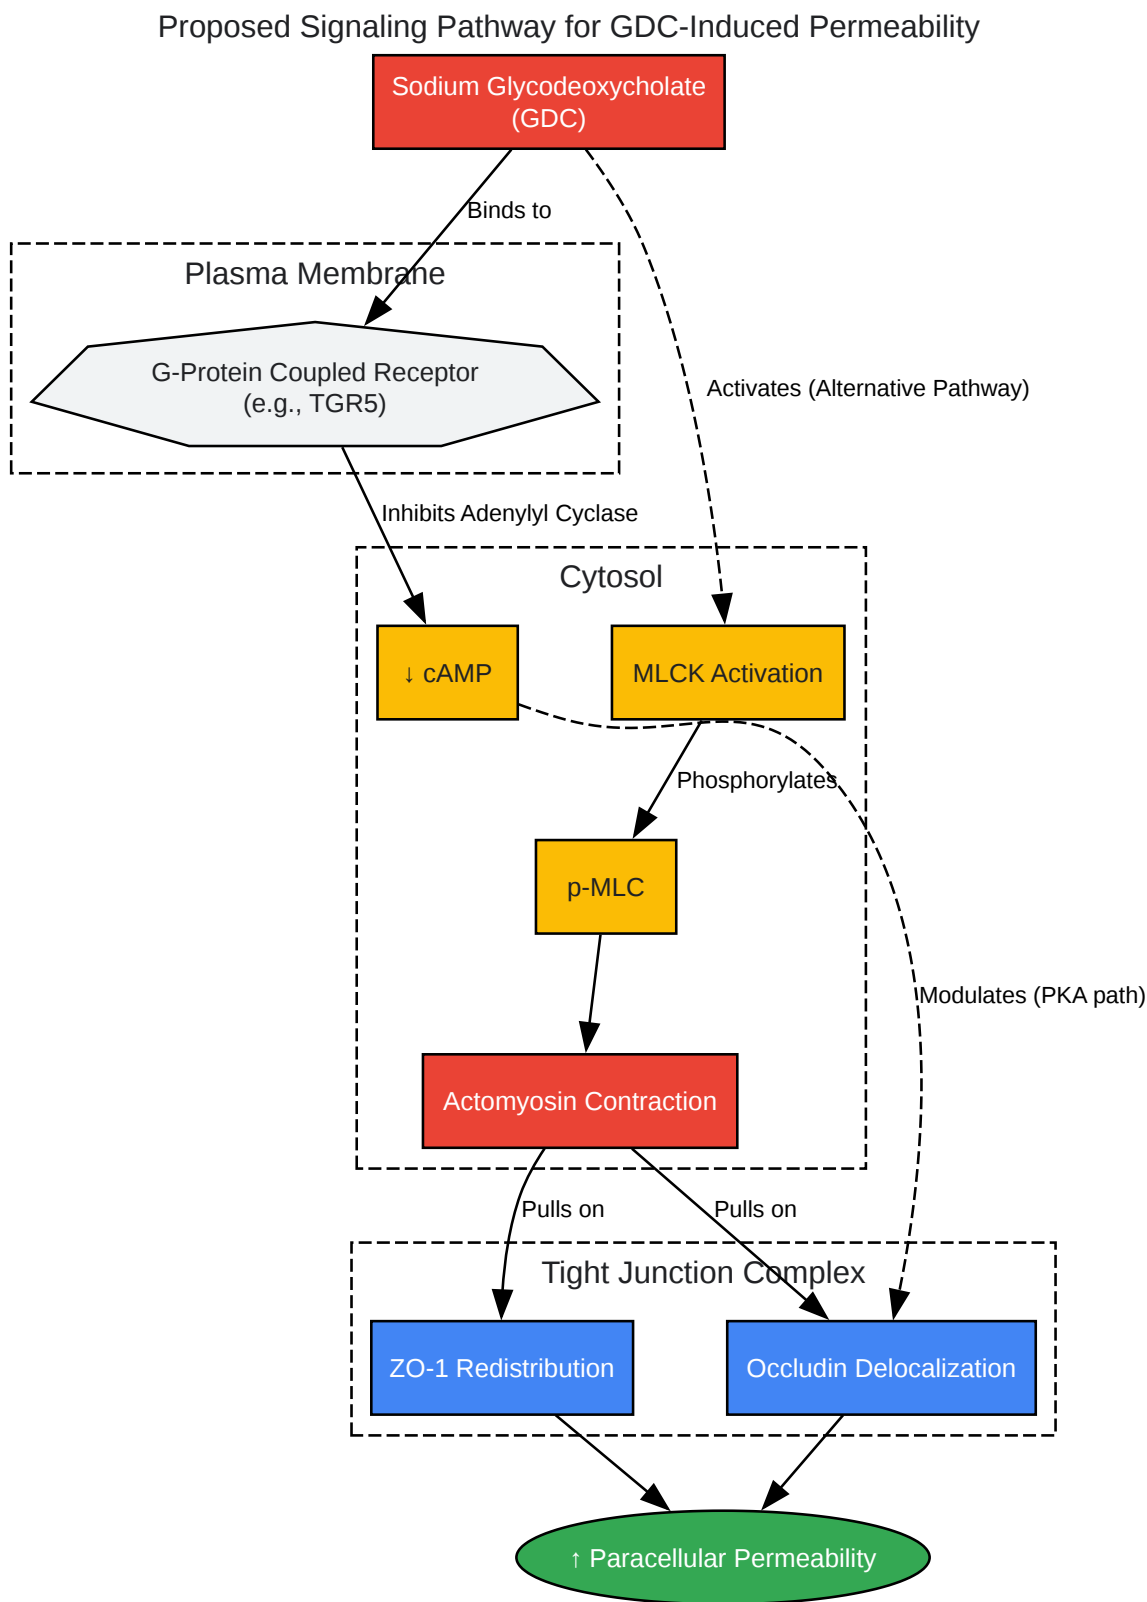 Proposed Signaling Pathway for GDC-Induced Permeability
Sodium Glycodeoxycholate
(GDC)
Binds to
Plasma Membrane
G-Protein Coupled Receptor
(e.g., TGR5)
Activates (Alternative Pathway)
Inhibits Adenylyl Cyclase
Cytosol
↓ cAMP
MLCK Activation
Phosphorylates
p-MLC
Modulates (PKA path)
Actomyosin Contraction
Pulls on
Pulls on
Tight Junction Complex
ZO-1 Redistribution
Occludin Delocalization
↑ Paracellular Permeability